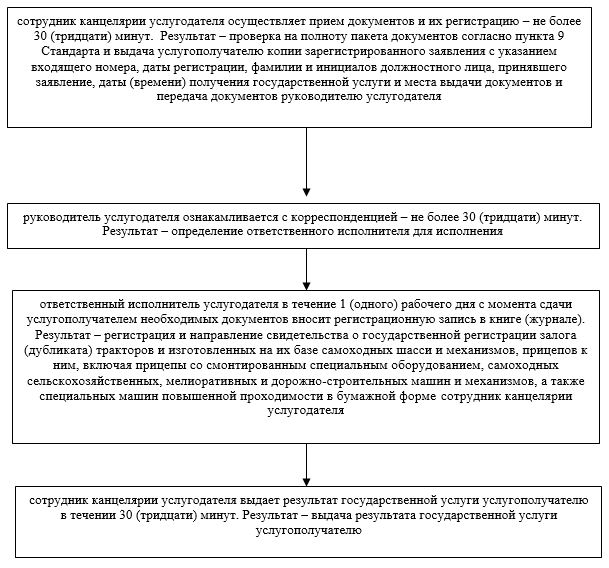 сотрудник канцелярии услугодателя осуществляет прием документов и их регистрацию – не более
30 (тридцати) минут. Результат – проверка на полноту пакета документов согласно пункта 9
Стандарта и выдача услугополучателю копии зарегистрированного заявления с указанием
входящего номера, даты регистрации, фамилии и инициалов должностного лица, принявшего
заявление, даты (времени) получения государственной услуги и места выдачи документов и
передача документов руководителю услугодателя
руководитель услугодателя ознакамливается с корреспонденцией – не более 30 (тридцати) минут.
Результат – определение ответственного исполнителя для исполнения
ответственный исполнитель услугодателя в течение 1 (одного) рабочего дня с момента сдачи
услугополучателем необходимых документов вносит регистрационную запись в книге (журнале).
Результат – регистрация и направление свидетельства о государственной регистрации залога
(дубликата) тракторов и изготовленных на их базе самоходных шасси и механизмов, прицепов к
ним, включая прицепы со смонтированным специальным оборудованием, самоходных
сельскохозяйственных, мелиоративных и дорожно-строительных машин и механизмов, а также
специальных машин повышенной проходимости в бумажной форме сотрудник канцелярии
услугодателя
сотрудник канцелярии услугодателя выдает результат государственной услуги услугополучателю
в течении 30 (тридцати) минут. Результат – выдача результата государственной услуги
услугополучателю